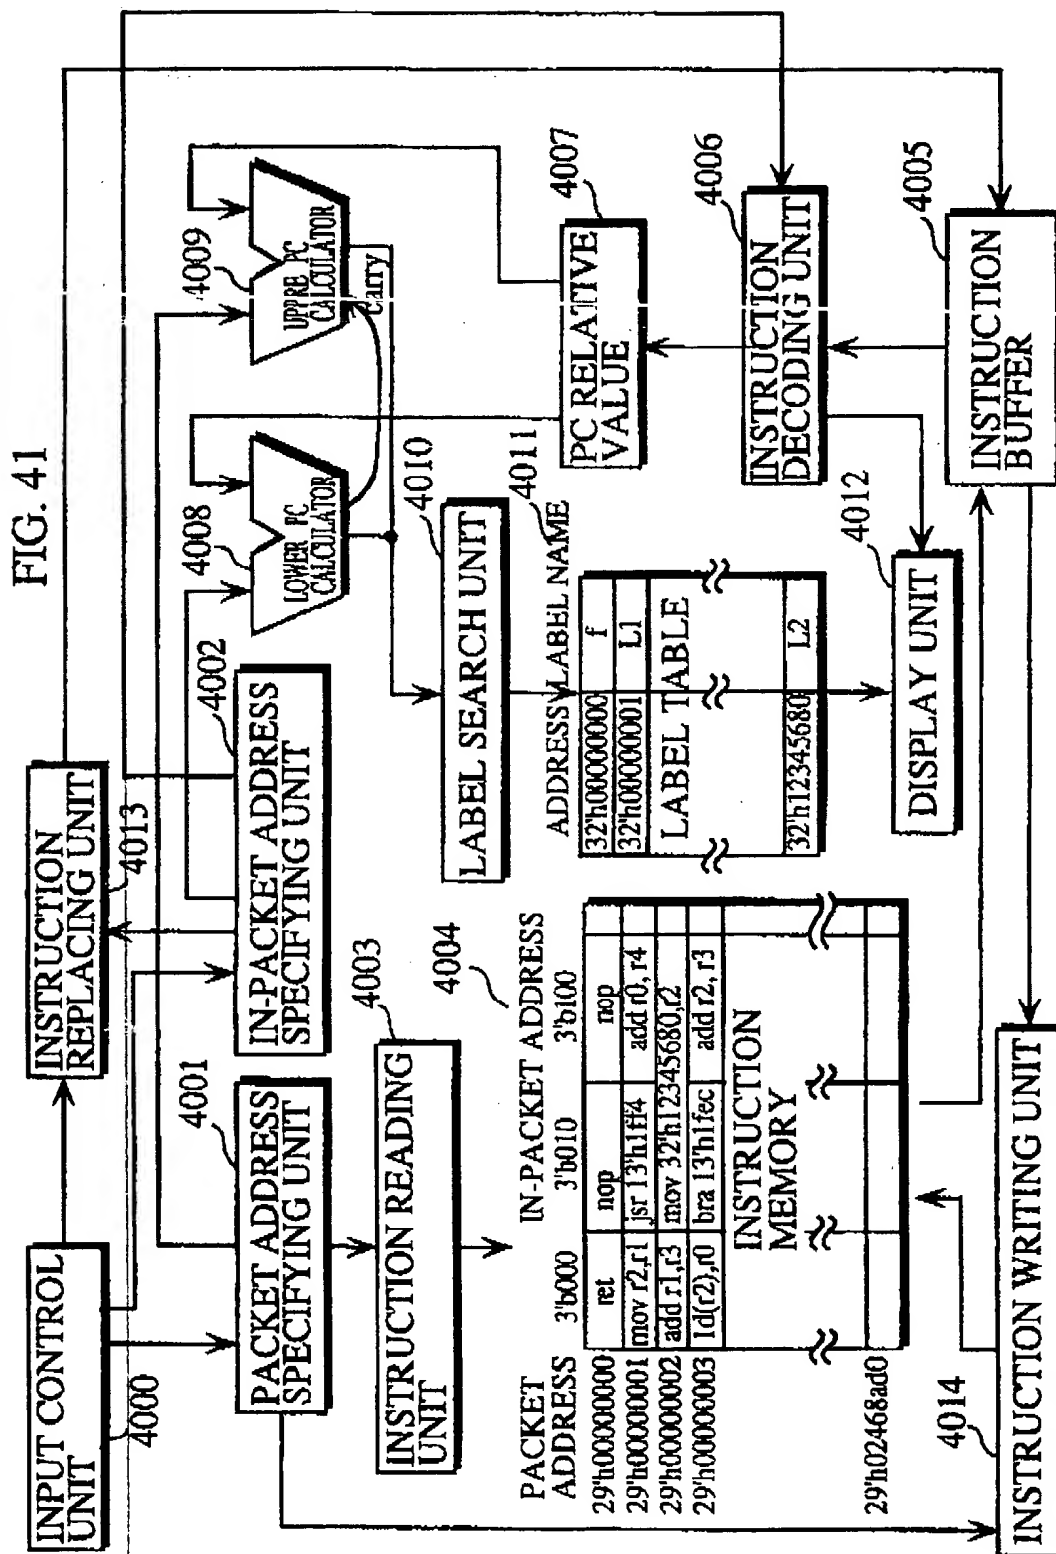 FIG. 41
INPUT CONTROL
UNIT
4000
INSTRUCTION
REPLACING UNIT
4013
PACKET ADDRESS
SPECIFYING UNIT
4001
IN-PACKET ADDRESS
SPECIFYING UNIT
4002
LOWER PC
CALCULATOR
4008
UPPRE PC
CALCULATOR
4009
Carry
INSTRUCTION READING
UNIT
4003
LABEL SEARCH UNIT
4010
PC RELATIVE
VALUE
4007
4004
PACKET
ADDRESS
IN-PACKET ADDRESS
3'b000 3'b010 3'b100
29'h00000000 ret nop nop
29'h00000001 mov r2,r1 jsr 13'h1ff4 add r0, r4
29'h00000002 add r1,r3 mov 32'h12345680,r2
29'h00000003 ld(r2),r0 bra 13'h1fec add r2, r3
INSTRUCTION
MEMORY
29'h02468ad0
ADDRESS LABEL NAME
4011
32'h00000000 f
32'h00000001 L1
LABEL TABLE
32'h12345680 L2
INSTRUCTION
DECODING UNIT
4006
DISPLAY UNIT
4012
INSTRUCTION
BUFFER
4005
INSTRUCTION WRITING UNIT
4014